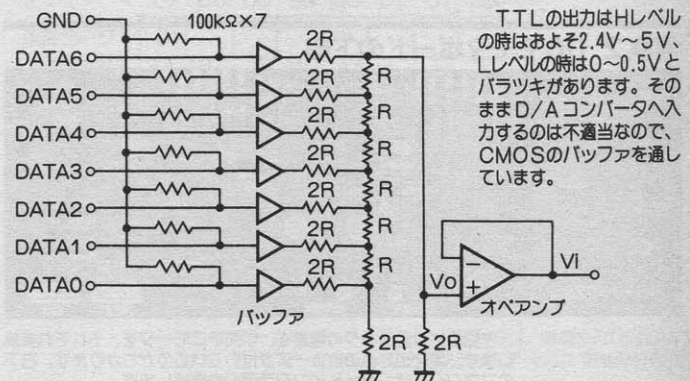 GND
100kΩ×7
2R
DATA6
R
2R
DATA5
R
2R
DATA4
R
2R
DATA3
R
2R
DATA2
R
2R
DATA1
R
2R
DATA0
バッファ
2R
2R
Vo
−
+
Vi
オペアンプ
TTLの出力はHレベル
の時はおよそ2.4V〜5V、
Lレベルの時は0〜0.5Vと
バラツキがあります。その
ままD/Aコンバータへ入
力するのは不適当なので、
CMOSのバッファを通し
ています。